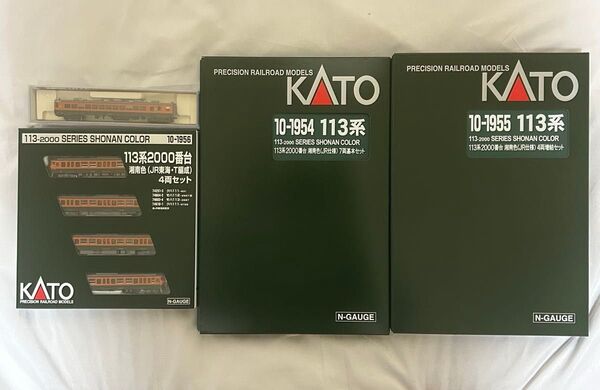 113-2000 SERIES SHONAN COLOR
10-1956
113系2000番台
湘南色(JR東海・T編成)
4両セット
KATO
PRECISION RAILROAD MODELS
PRECISION RAILROAD MODELS
KATO
10-1954 113系
113-2000 SERIES SHONAN COLOR
113系2000番台 湘南色(JR仕様) 7両基本セット
N-GAUGE
PRECISION RAILROAD MODELS
KATO
10-1955 113系
113-2000 SERIES SHONAN COLOR
113系2000番台 湘南色(JR仕様) 4両増結セット
N-GAUGE